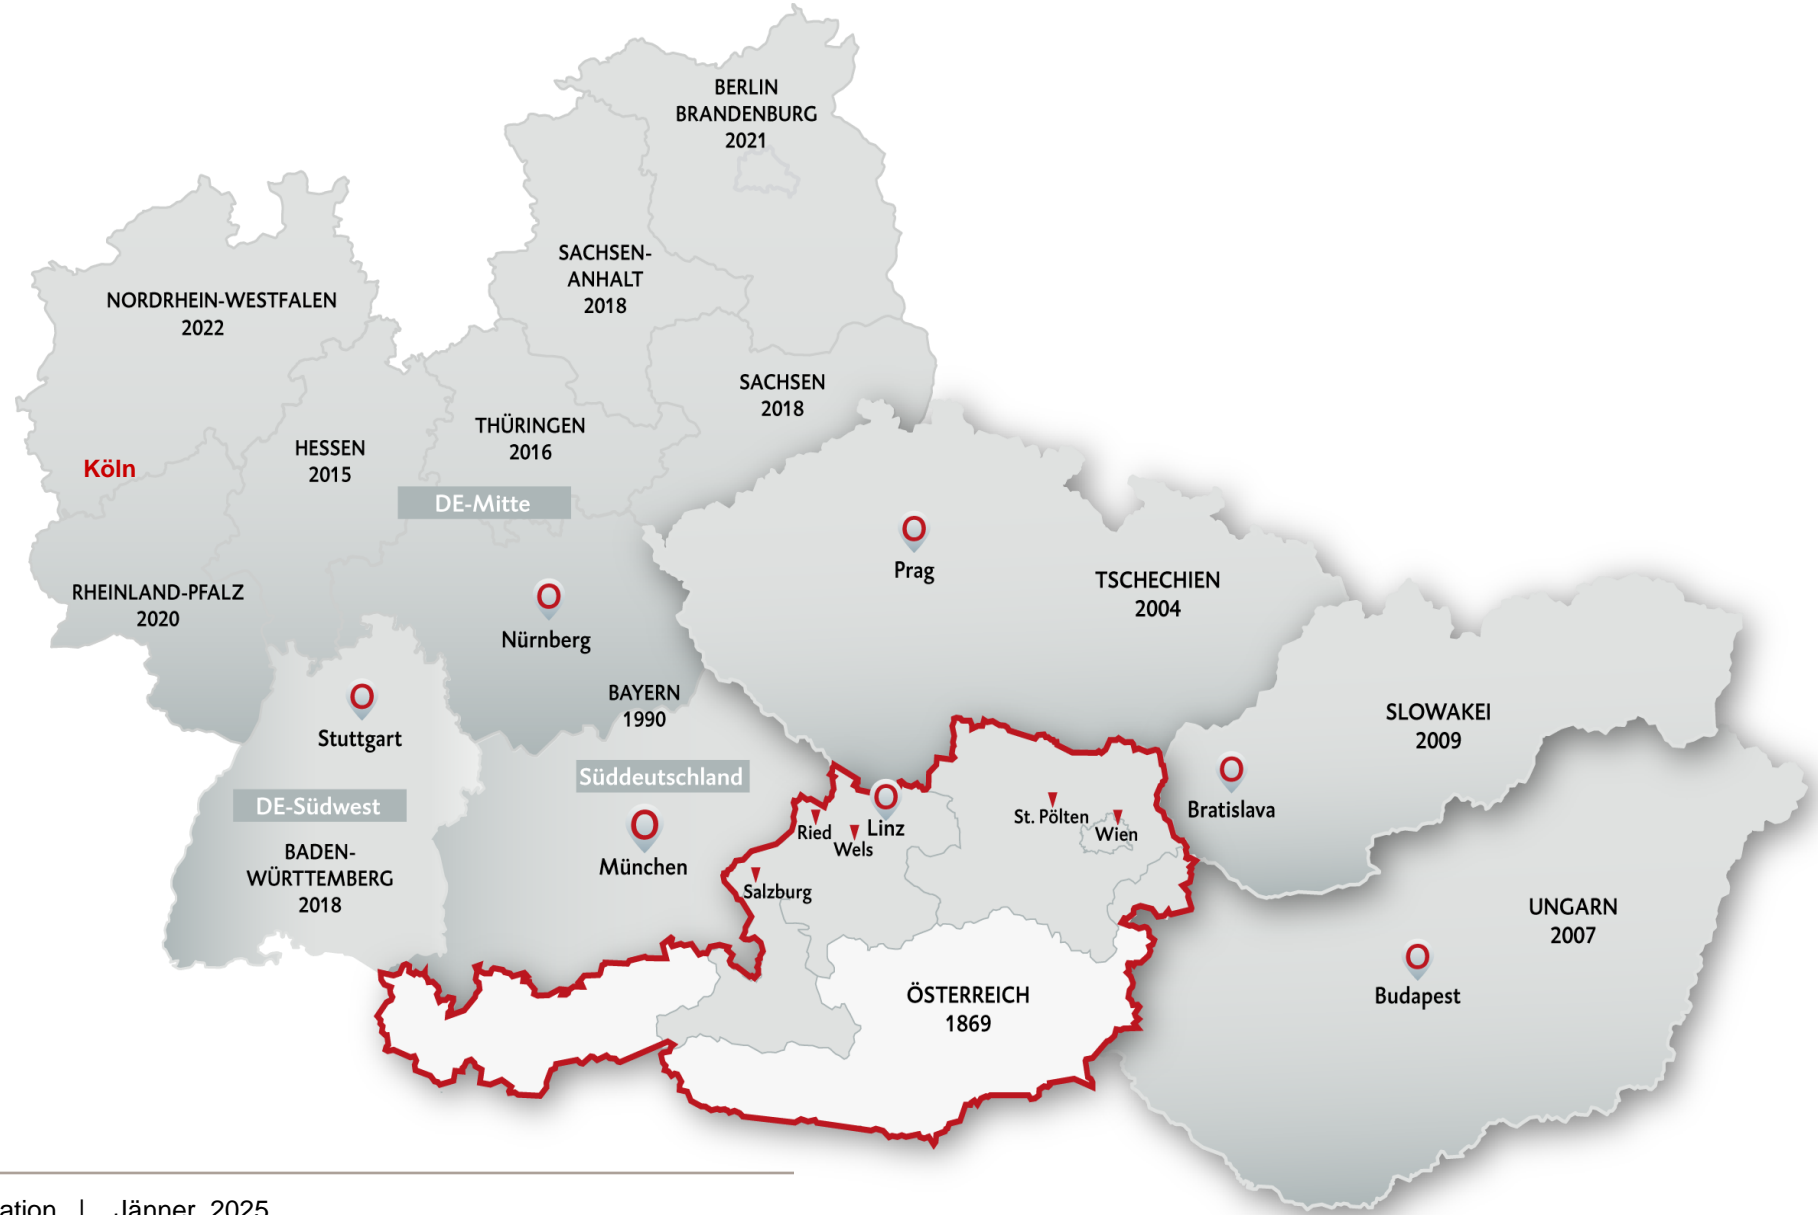 BERLIN
BRANDENBURG
2021
SACHSEN-
ANHALT
2018
NORDRHEIN-WESTFALEN
2022
SACHSEN
2018
THÜRINGEN
2016
HESSEN
2015
Köln
DE-Mitte
Prag
TSCHECHIEN
2004
RHEINLAND-PFALZ
2020
Nürnberg
BAYERN
1990
Stuttgart
SLOWAKEI
2009
Süddeutschland
DE-Südwest
Bratislava
St. Pölten
Wien
Linz
Ried
Wels
München
BADEN-
WÜRTTEMBERG
2018
Salzburg
UNGARN
2007
Budapest
ÖSTERREICH
1869
ation | Jänner 2025